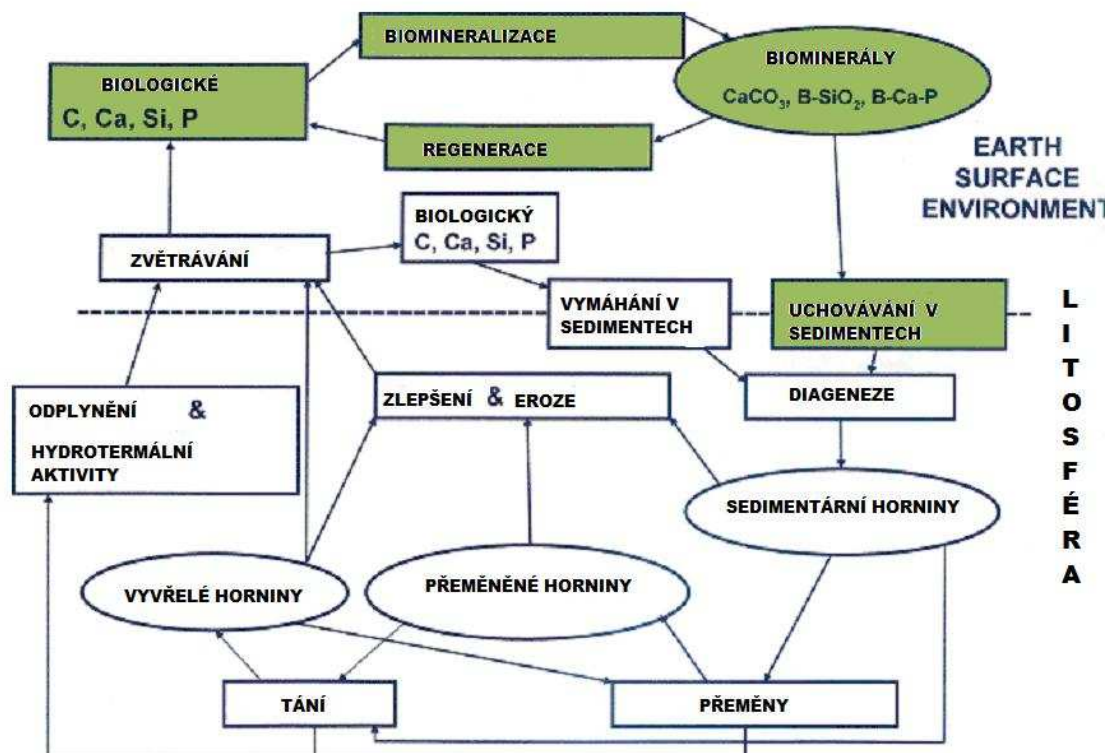 BIOMINERALIZACE
BIOLOGICKÉ
C, Ca, Si, P
BIOMINERÁLY
CaCO₃, B-SiO₂, B-Ca-P
REGENERACE
EARTH
SURFACE
ENVIRONMENT
BIOLOGICKÝ
C, Ca, Si, P
ZVĚTRÁVÁNÍ
VYMÁHÁNÍ V
SEDIMENTECH
UCHOVÁVÁNÍ V
SEDIMENTECH
LITOSFÉRA
ODPLYNĚNÍ &
HYDROTERMÁLNÍ
AKTIVITY
ZLEPŠENÍ & EROZE
DIAGENEZE
SEDIMENTÁRNÍ HORNINY
VYVŘELÉ HORNINY
PŘEMĚNĚNÉ HORNINY
TÁNÍ
PŘEMĚNY